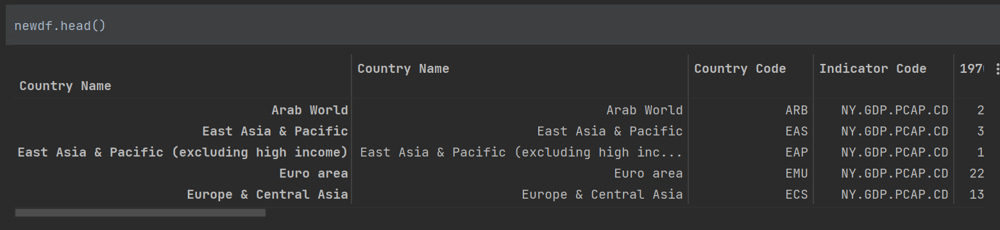 newdf.head()
Country Name Country Code Indicator Code 1970
Country Name
Arab World Arab World ARB NY.GDP.PCAP.CD 2
East Asia & Pacific East Asia & Pacific EAS NY.GDP.PCAP.CD 3
East Asia & Pacific (excluding high income) East Asia & Pacific (excluding high inc... EAP NY.GDP.PCAP.CD 1
Euro area Euro area EMU NY.GDP.PCAP.CD 22
Europe & Central Asia Europe & Central Asia ECS NY.GDP.PCAP.CD 13